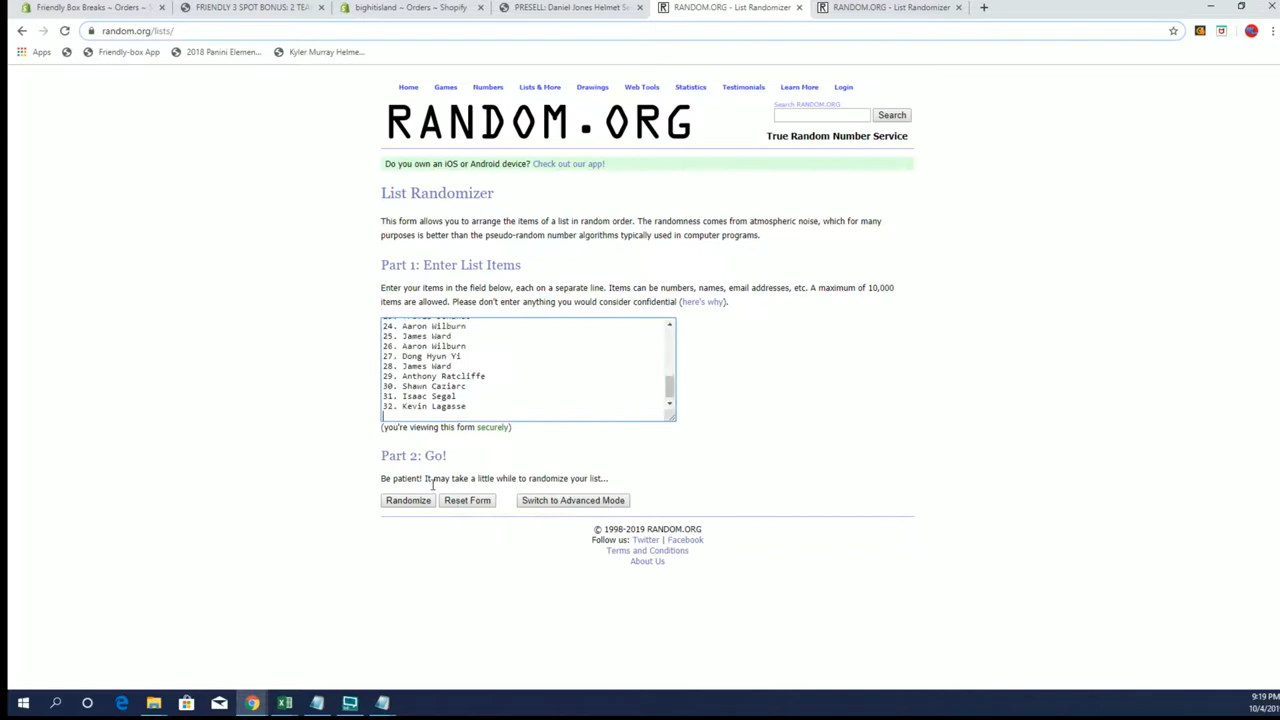 Friendly Box Breaks ~ Orders ~ S
FRIENDLY 3 SPOT BONUS: 2 TEA
bighitisland ~ Orders ~ Shopify
PRESELL: Daniel Jones Helmet Se
RANDOM.ORG - List Randomizer
RANDOM.ORG - List Randomizer
random.org/lists/
Apps
Friendly-box App
2018 Panini Elemen...
Kyler Murray Helme...
Home Games Numbers Lists & More Drawings Web Tools Statistics Testimonials Learn More Login
RANDOM.ORG
Search RANDOM.ORG
Search
True Random Number Service
Do you own an iOS or Android device? Check out our app!
List Randomizer
This form allows you to arrange the items of a list in random order. The randomness comes from atmospheric noise, which for many
purposes is better than the pseudo-random number algorithms typically used in computer programs.
Part 1: Enter List Items
Enter your items in the field below, each on a separate line. Items can be numbers, names, email addresses, etc. A maximum of 10,000
items are allowed. Please don't enter anything you would consider confidential (here's why).
24. Aaron Wilburn
25. James Ward
26. Aaron Wilburn
27. Dong Hyun Yi
28. James Ward
29. Anthony Ratcliffe
30. Shawn Caziarc
31. Isaac Segal
32. Kevin Lagasse
(you're viewing this form securely)
Part 2: Go!
Be patient! It may take a little while to randomize your list...
Randomize Reset Form Switch to Advanced Mode
© 1998-2019 RANDOM.ORG
Follow us: Twitter | Facebook
Terms and Conditions
About Us
9:19 PM
10/4/201